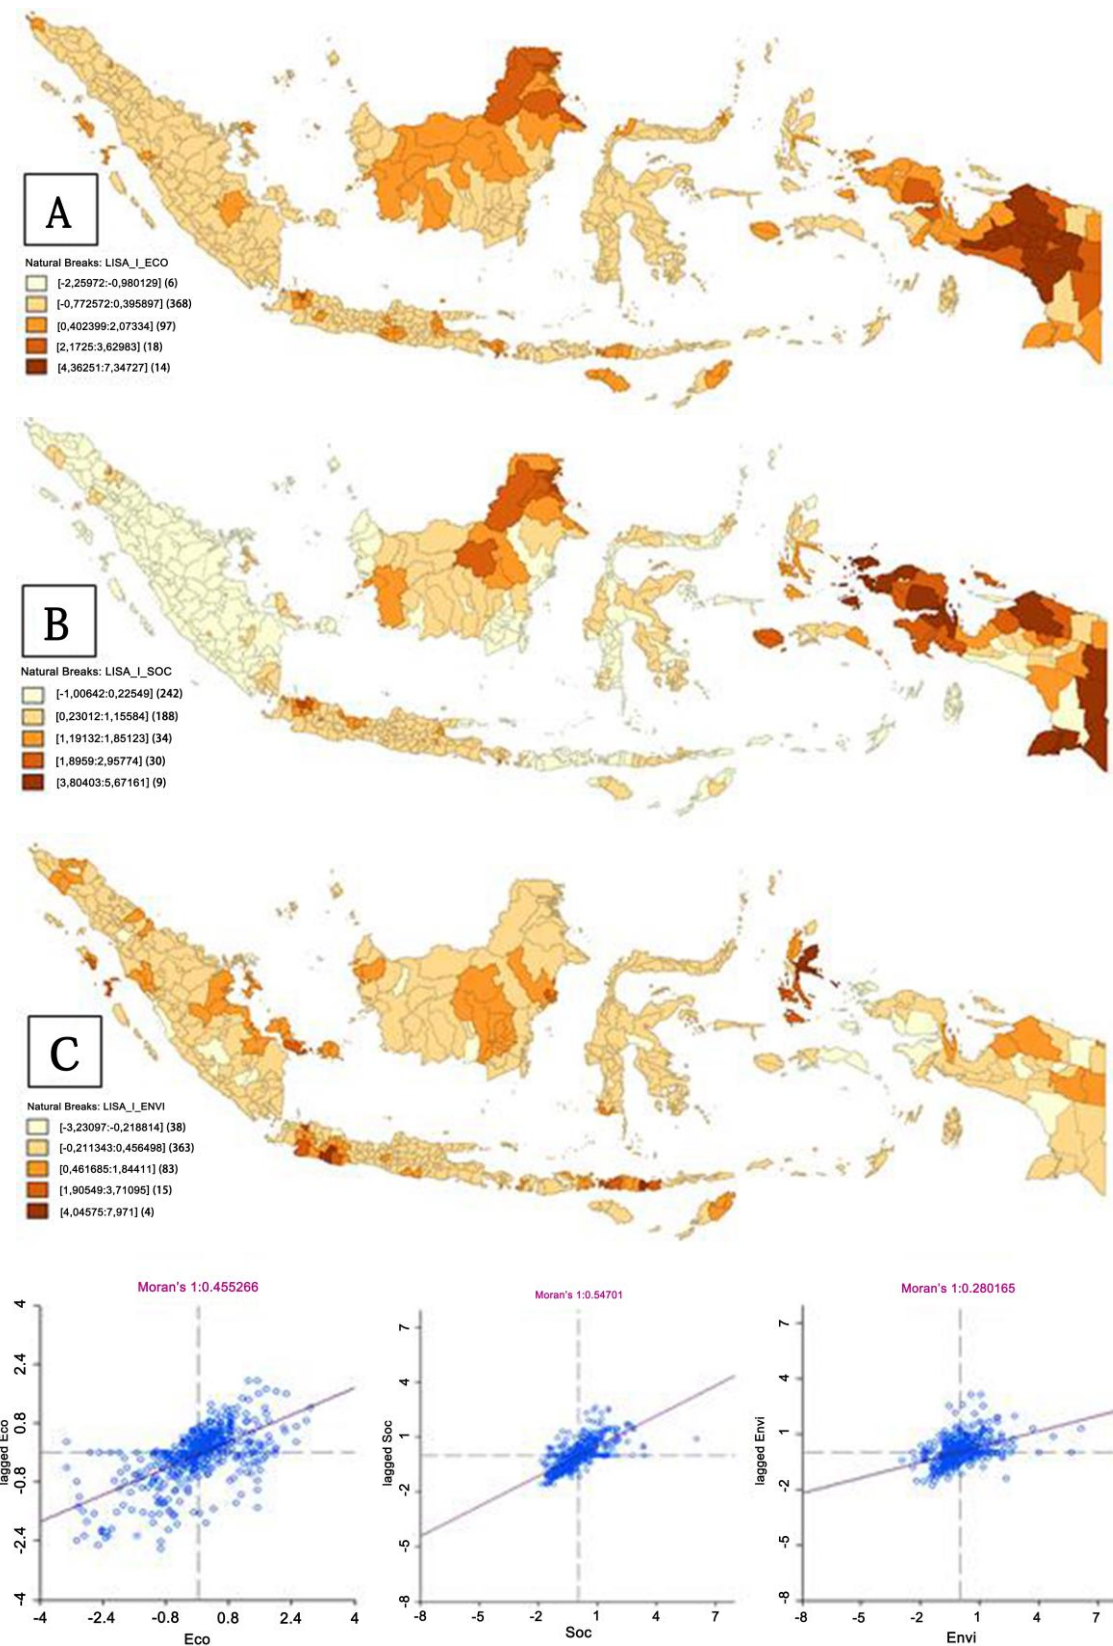 A
Natural Breaks: LISA_I_ECO
[-2,25972:-0,980129] (6)
[-0,772572:0,395897] (368)
[0,402399:2,07334] (97)
[2,1725:3,62983] (18)
[4,36251:7,34727] (14)
B
Natural Breaks: LISA_I_SOC
[-1,00642:0,22549] (242)
[0,23012:1,15584] (188)
[1,19132:1,85123] (34)
[1,8959:2,95774] (30)
[3,80403:5,67161] (9)
C
Natural Breaks: LISA_I_ENVI
[-3,23097:-0,218814] (38)
[-0,211343:0,456498] (363)
[0,461685:1,84411] (83)
[1,90549:3,71095] (15)
[4,04575:7,971] (4)
Moran's 1:0.455266
4
2.4
0.8
-0.8
-2.4
-4
lagged Eco
-4 -2.4 -0.8 0.8 2.4 4
Eco
Moran's 1:0.54701
7
4
1
-2
-5
-8
lagged Soc
-8 -5 -2 1 4 7
Soc
Moran's 1:0.280165
7
4
1
-2
-5
-8
lagged Envi
-8 -5 -2 1 4 7
Envi